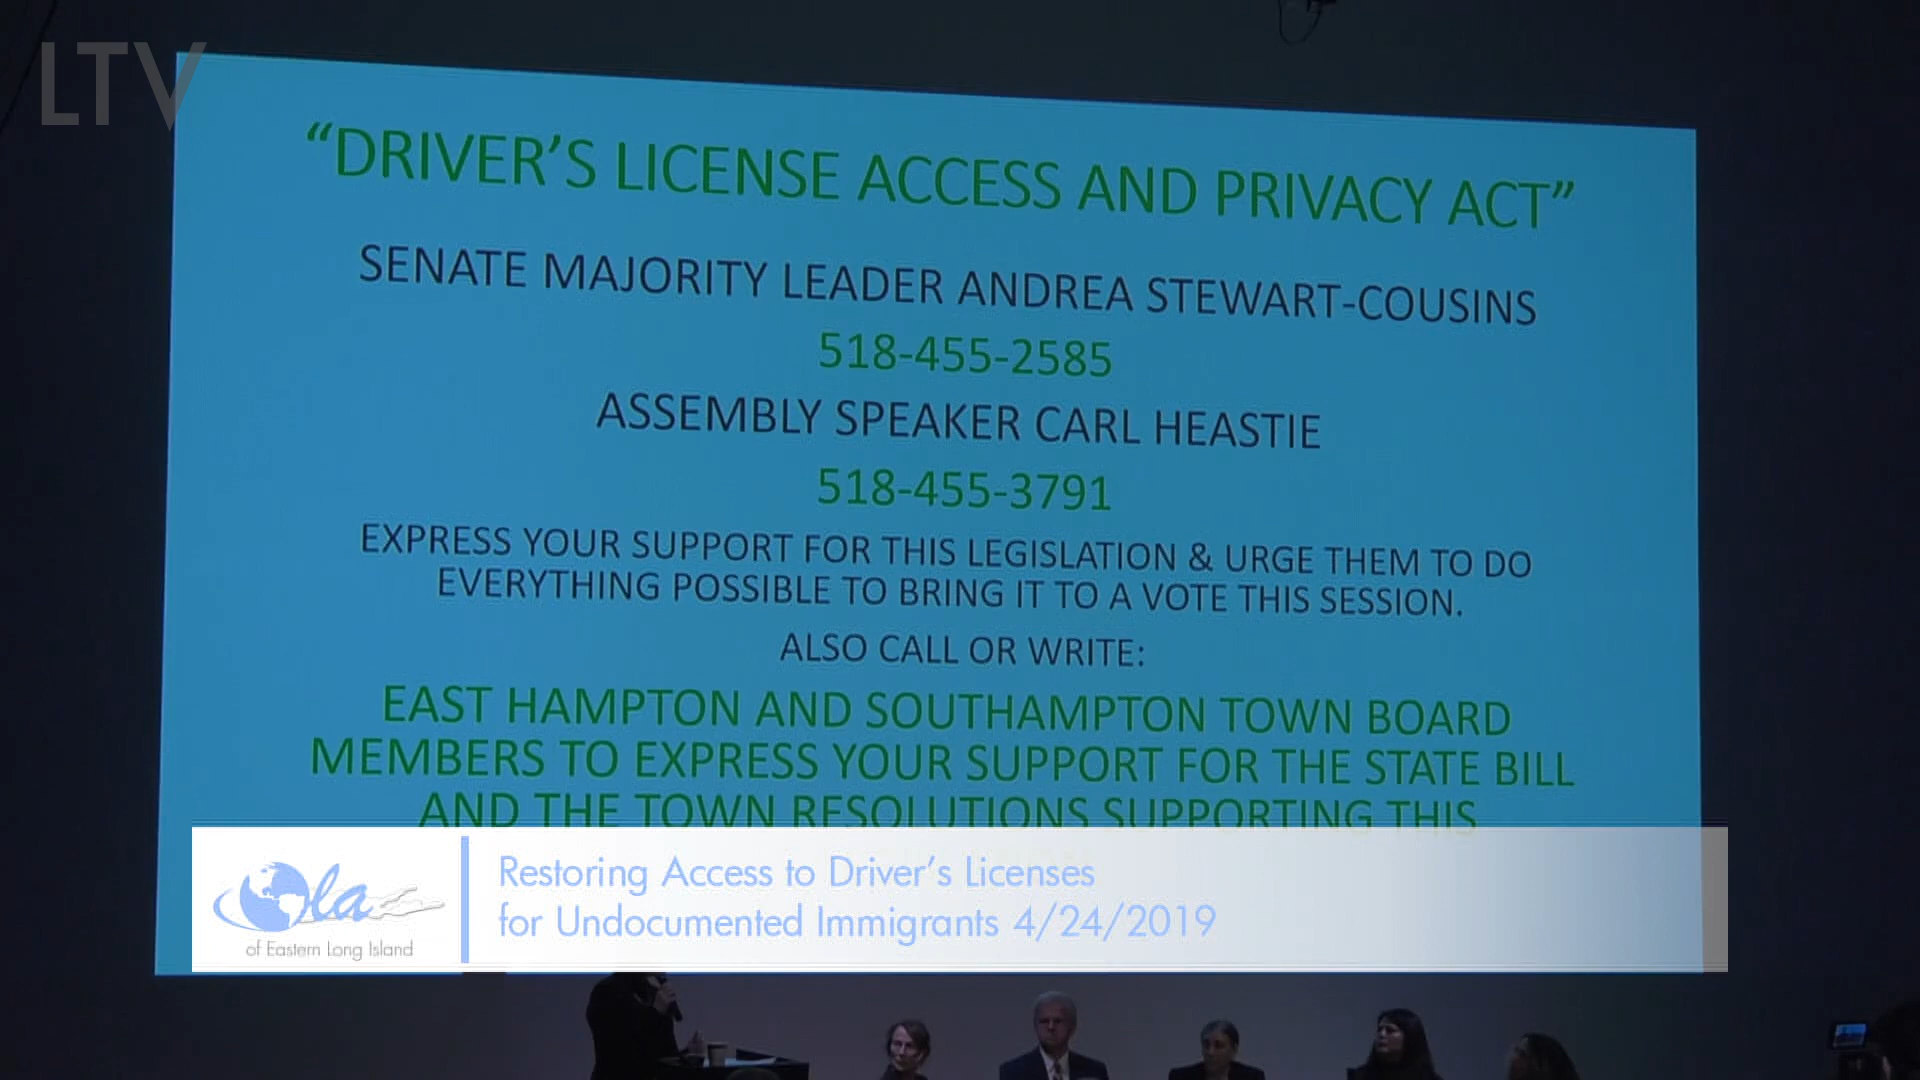 LTV
“DRIVER’S LICENSE ACCESS AND PRIVACY ACT”
SENATE MAJORITY LEADER ANDREA STEWART-COUSINS
518-455-2585
ASSEMBLY SPEAKER CARL HEASTIE
518-455-3791
EXPRESS YOUR SUPPORT FOR THIS LEGISLATION & URGE THEM TO DO
EVERYTHING POSSIBLE TO BRING IT TO A VOTE THIS SESSION.
ALSO CALL OR WRITE:
EAST HAMPTON AND SOUTHAMPTON TOWN BOARD
MEMBERS TO EXPRESS YOUR SUPPORT FOR THE STATE BILL
AND THE TOWN RESOLUTIONS SUPPORTING THIS
Ola
of Eastern Long Island
Restoring Access to Driver’s Licenses
for Undocumented Immigrants 4/24/2019